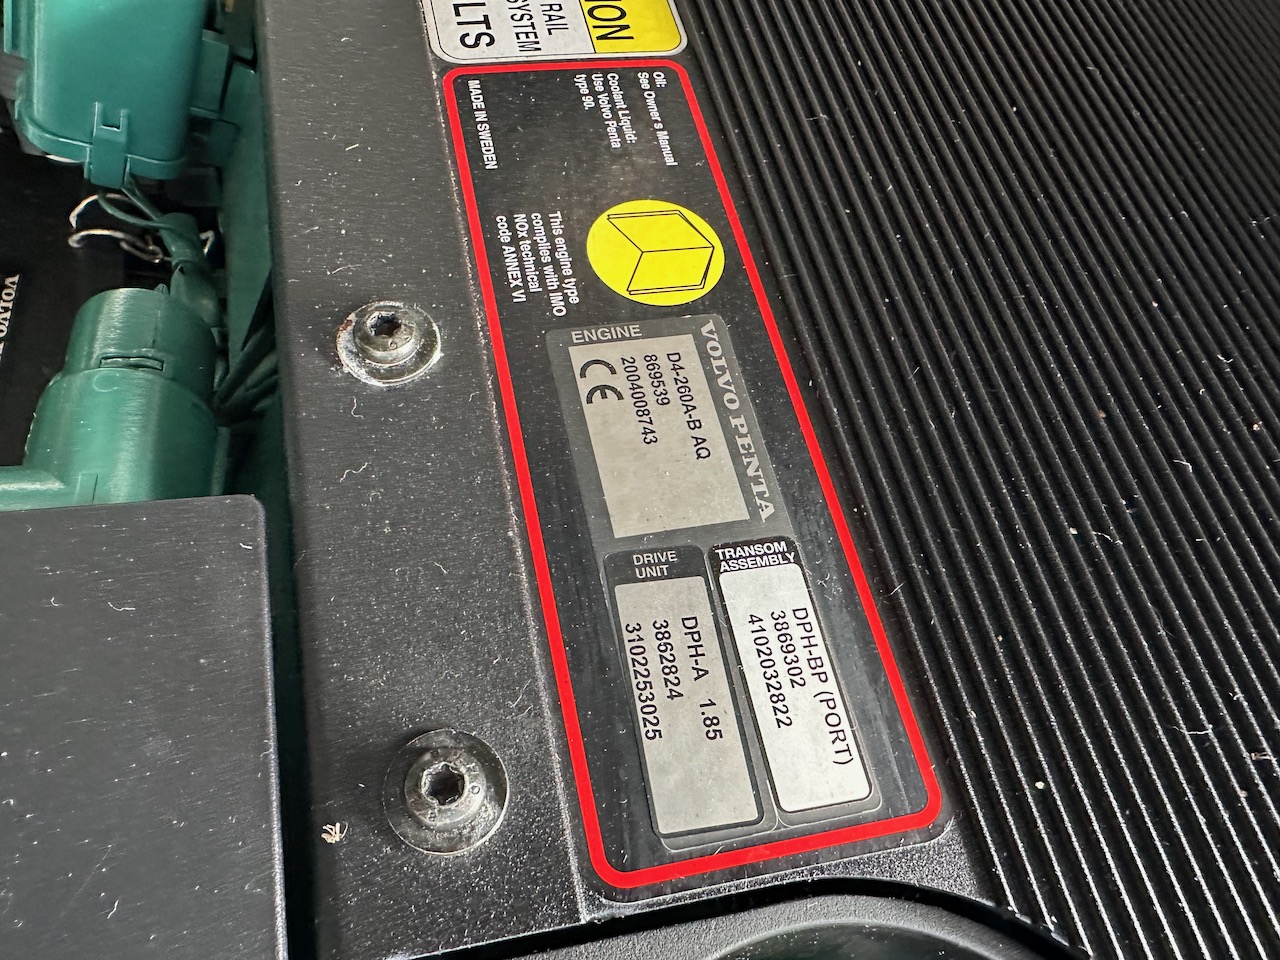 ION
RAIL
SYSTEM
LTS
Oil:
See Owner's Manual
Coolant Liquid:
Use Volvo Penta
type 90.
MADE IN SWEDEN
This engine type
complies with IMO
NOx technical
code ANNEX VI
VOLVO PENTA
ENGINE
D4-260A-B AQ
869539
2004008743
CE
TRANSOM
ASSEMBLY
DPH-BP (PORT)
3869302
4102032822
DRIVE
UNIT
DPH-A 1.85
3862824
3102253025
VOLVO